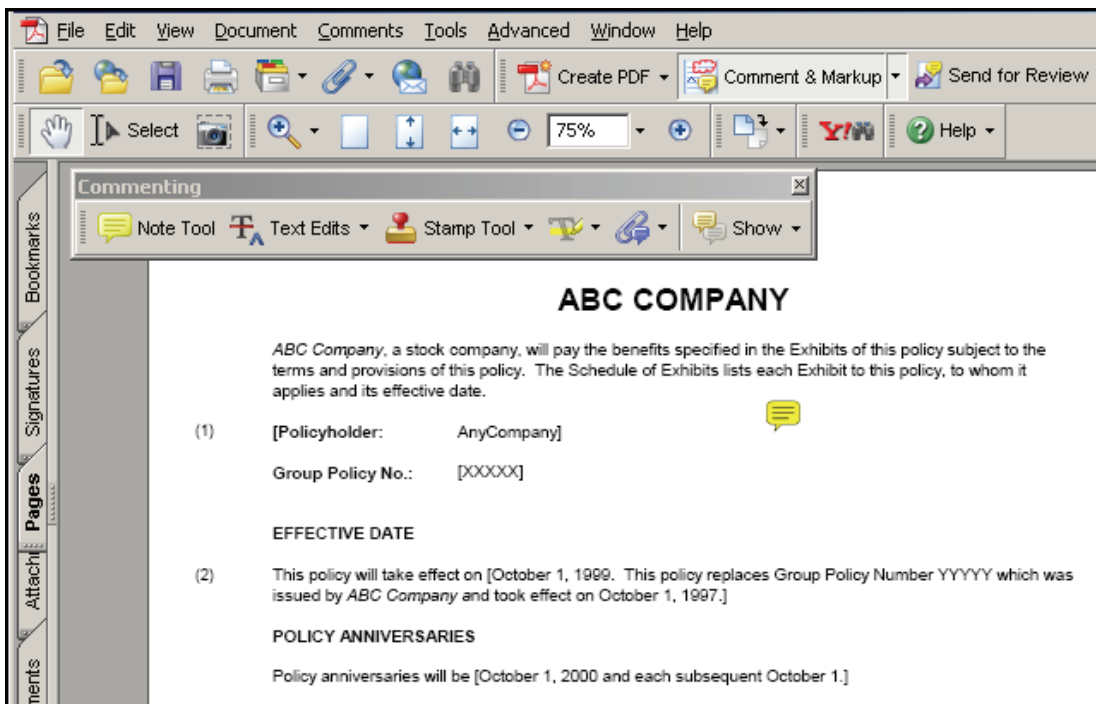 File Edit View Document Comments Tools Advanced Window Help
Create PDF Comment & Markup Send for Review
Select 75% Y! Help
Commenting
Note Tool Text Edits Stamp Tool Show
Bookmarks
Signatures
Pages
Attachm
ments
ABC COMPANY
ABC Company, a stock company, will pay the benefits specified in the Exhibits of this policy subject to the
terms and provisions of this policy. The Schedule of Exhibits lists each Exhibit to this policy, to whom it
applies and its effective date.
(1) [Policyholder: AnyCompany]
Group Policy No.: [XXXXX]
EFFECTIVE DATE
(2) This policy will take effect on [October 1, 1999. This policy replaces Group Policy Number YYYYY which was
issued by ABC Company and took effect on October 1, 1997.]
POLICY ANNIVERSARIES
Policy anniversaries will be [October 1, 2000 and each subsequent October 1.]